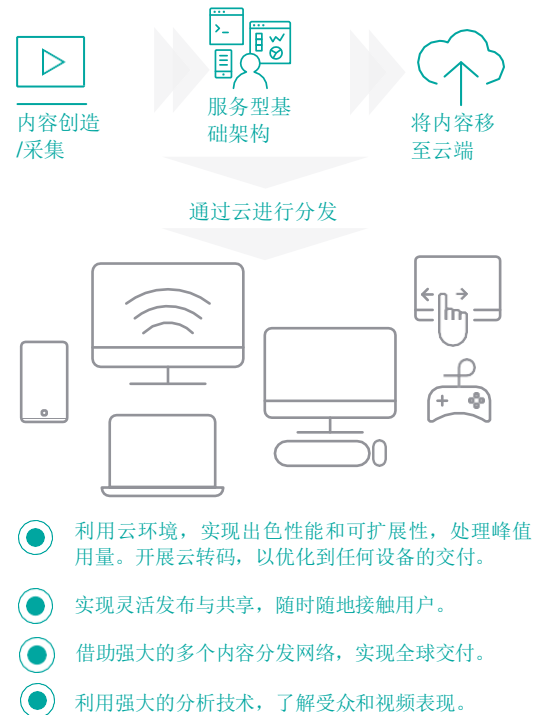 内容创造
/采集
服务型基
础架构
将内容移
至云端
通过云进行分发
利用云环境，实现出色性能和可扩展性，处理峰值
用量。开展云转码，以优化到任何设备的交付。
实现灵活发布与共享，随时随地接触用户。
借助强大的多个内容分发网络，实现全球交付。
利用强大的分析技术，了解受众和视频表现。